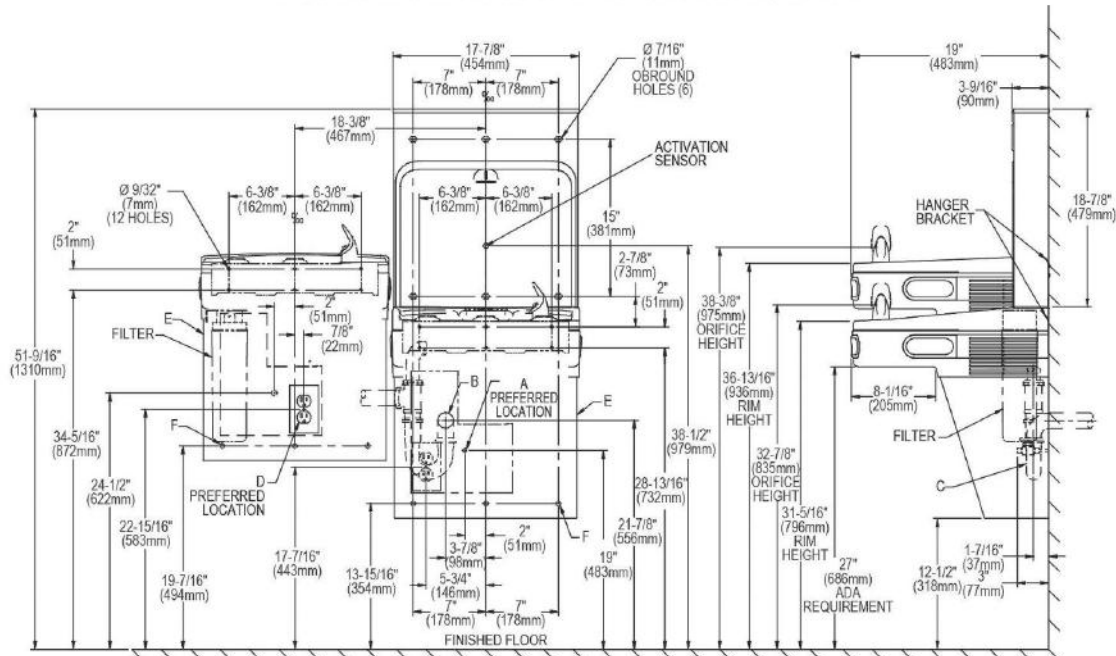 17-7/8"
(454mm)
7"
(178mm)
7"
(178mm)
Ø 7/16"
(11mm)
OBROUND
HOLES (6)
19"
(483mm)
3-9/16"
(90mm)
18-3/8"
(467mm)
ACTIVATION
SENSOR
Ø 9/32"
(7mm)
(12 HOLES)
6-3/8"
(162mm)
6-3/8"
(162mm)
6-3/8"
(162mm)
6-3/8"
(162mm)
15"
(381mm)
HANGER
BRACKET
18-7/8"
(479mm)
2"
(51mm)
2-7/8"
(73mm)
2"
(51mm)
2"
(51mm)
7/8"
(22mm)
E
FILTER
51-9/16"
(1310mm)
38-3/8"
(975mm)
ORIFICE
HEIGHT
36-13/16"
(936mm)
RIM
HEIGHT
8-1/16"
(205mm)
B
A
PREFERRED
LOCATION
E
FILTER
34-5/16"
(872mm)
F
38-1/2"
(979mm)
32-7/8"
(835mm)
ORIFICE
HEIGHT
C
24-1/2"
(622mm)
D
PREFERRED
LOCATION
28-13/16"
(732mm)
31-5/16"
(796mm)
RIM
HEIGHT
22-15/16"
(583mm)
F
21-7/8"
(556mm)
2"
(51mm)
3-7/8"
(98mm)
19"
(483mm)
17-7/16"
(443mm)
13-15/16"
(354mm)
5-3/4"
(146mm)
19-7/16"
(494mm)
27"
(686mm)
ADA
REQUIREMENT
12-1/2"
(318mm)
1-7/16"
(37mm)
3"
(77mm)
7"
(178mm)
7"
(178mm)
FINISHED FLOOR